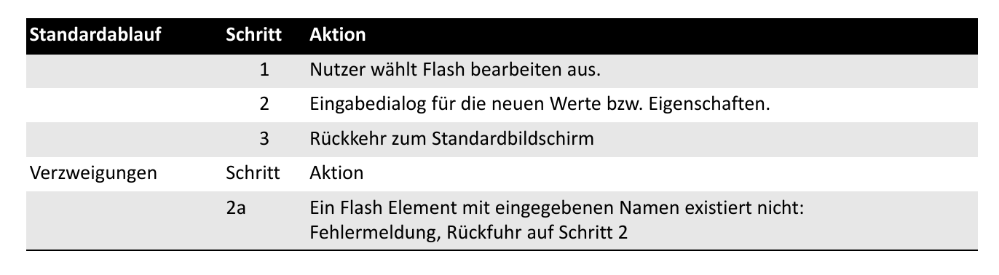 Standardablauf Schritt Aktion
1 Nutzer wählt Flash bearbeiten aus.
2 Eingabedialog für die neuen Werte bzw. Eigenschaften.
3 Rückkehr zum Standardbildschirm
Verzweigungen Schritt Aktion
2a Ein Flash Element mit eingegebenen Namen existiert nicht:
Fehlermeldung, Rückfuhr auf Schritt 2